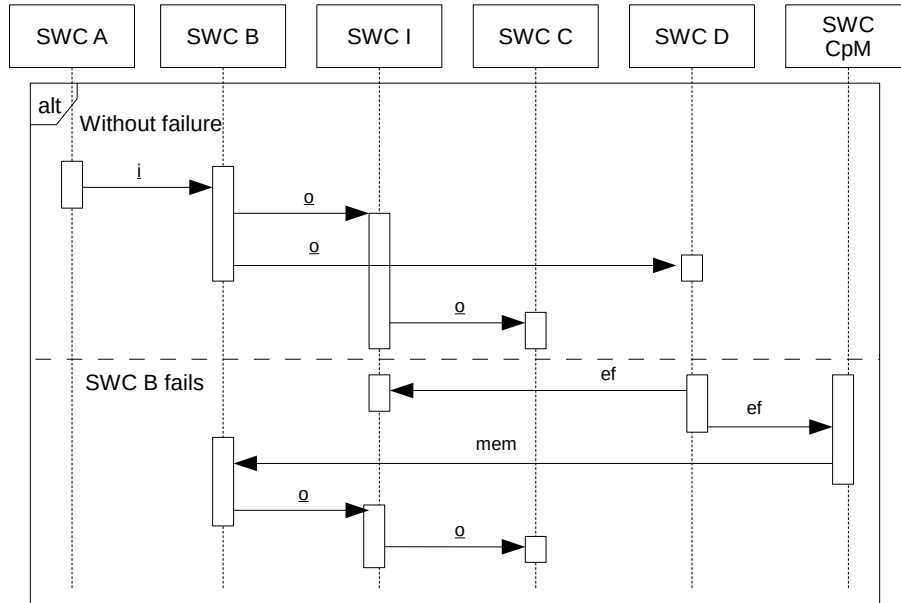 SWC A
SWC B
SWC I
SWC C
SWC D
SWC
CpM
alt
Without failure
i
o
o
o
SWC B fails
ef
ef
mem
o
o